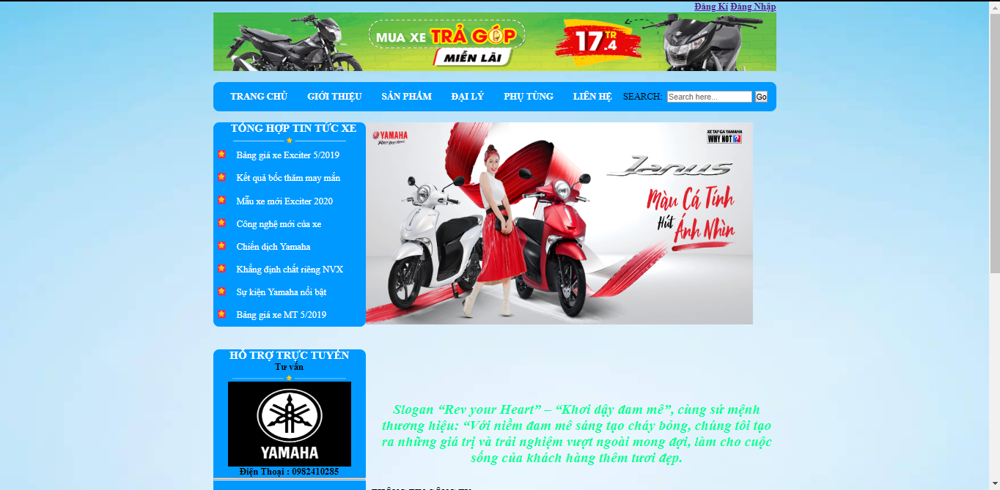 Đăng Kí Đăng Nhập
MUA XE TRẢ GÓP
MIỄN LÃI
17.4 TR
TRANG CHỦ GIỚI THIỆU SẢN PHẨM ĐẠI LÝ PHỤ TÙNG LIÊN HỆ SEARCH: Search here... Go
TỔNG HỢP TIN TỨC XE
Bảng giá xe Exciter 5/2019
Kết quả bốc thăm may mắn
Mẫu xe mới Exciter 2020
Công nghệ mới của xe
Chiến dịch Yamaha
Khẳng định chất riêng NVX
Sự kiện Yamaha nổi bật
Bảng giá xe MT 5/2019
YAMAHA
Revs Your Heart
XE TAY GA YAMAHA
WHY NOT ?
Janus
Màu Cá Tính
Hút Ánh Nhìn
HỖ TRỢ TRỰC TUYẾN
Tư vấn
YAMAHA
Điện Thoại : 0982410285
Slogan “Rev your Heart” – “Khơi dậy đam mê”, cùng sứ mệnh
thương hiệu: “Với niềm đam mê sáng tạo cháy bỏng, chúng tôi tạo
ra những giá trị và trải nghiệm vượt ngoài mong đợi, làm cho cuộc
sống của khách hàng thêm tươi đẹp.